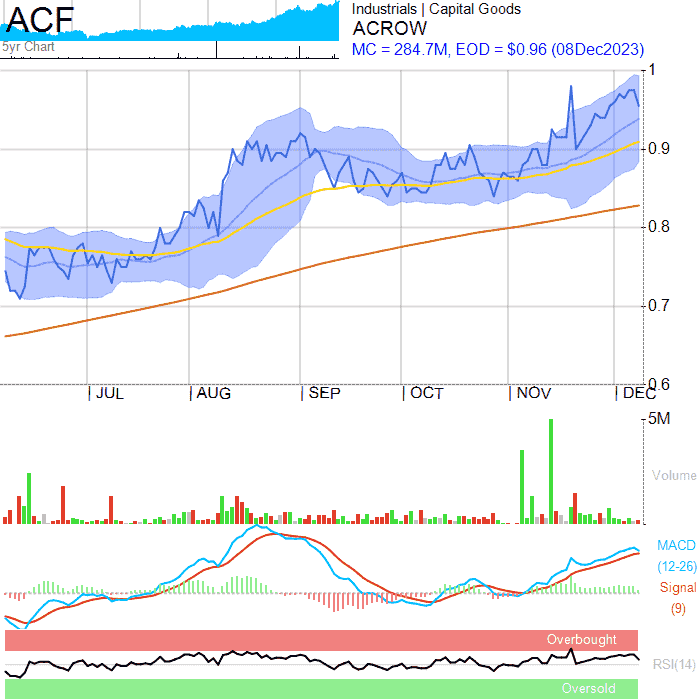 ACF
5yr Chart
Industrials | Capital Goods
ACROW
MC = 284.7M, EOD = $0.96 (08Dec2023)
1
0.9
0.8
0.7
0.6
JUL AUG SEP OCT NOV DEC
5M
Volume
MACD
(12-26)
Signal
(9)
Overbought
RSI(14)
Oversold